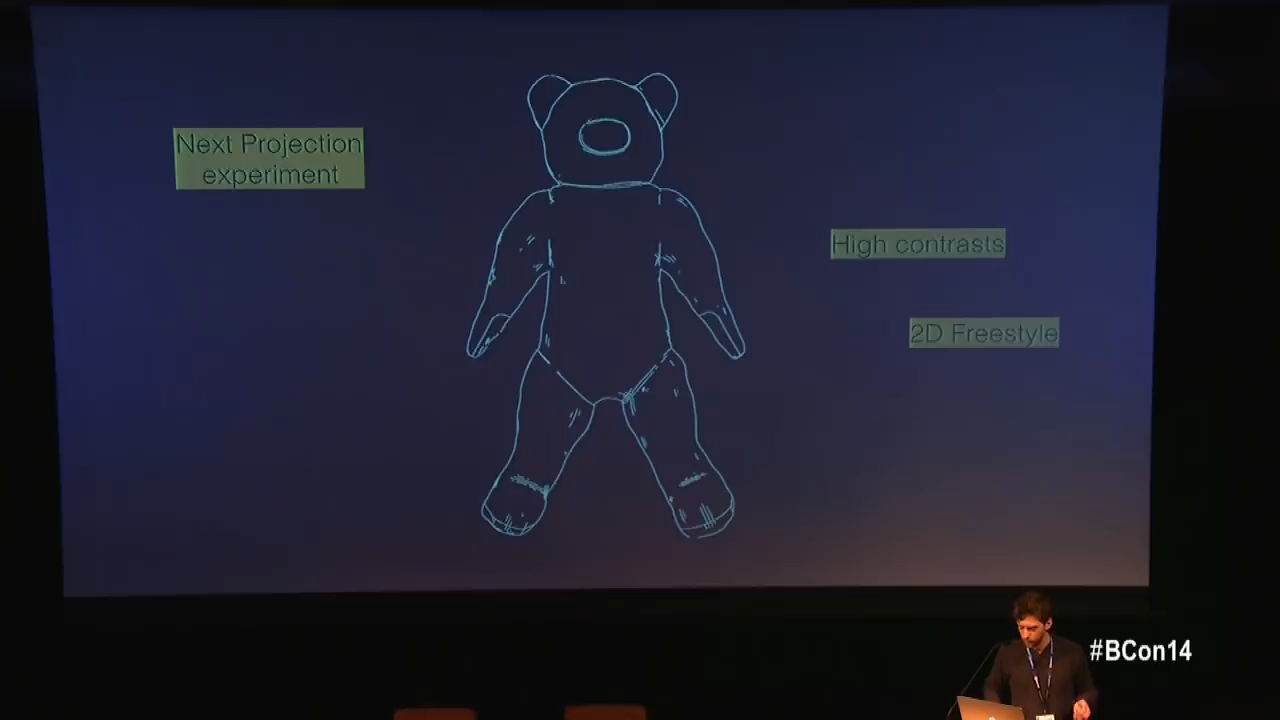 Next Projection
experiment
High contrasts
2D Freestyle
#BCon14